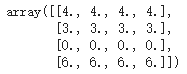 array([[4., 4., 4., 4.],
       [3., 3., 3., 3.],
       [0., 0., 0., 0.],
       [6., 6., 6., 6.]])